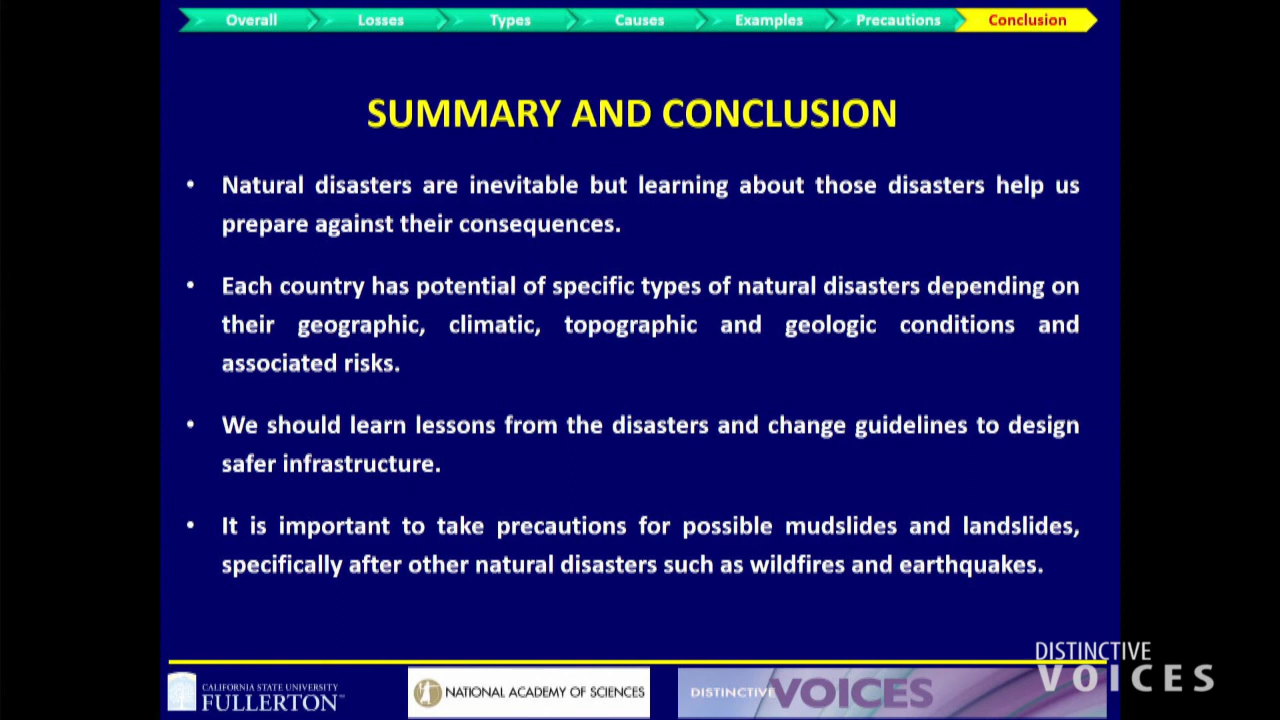 Overall Losses Types Causes Examples Precautions Conclusion
SUMMARY AND CONCLUSION
• Natural disasters are inevitable but learning about those disasters help us
prepare against their consequences.
• Each country has potential of specific types of natural disasters depending on
their geographic, climatic, topographic and geologic conditions and
associated risks.
• We should learn lessons from the disasters and change guidelines to design
safer infrastructure.
• It is important to take precautions for possible mudslides and landslides,
specifically after other natural disasters such as wildfires and earthquakes.
CALIFORNIA STATE UNIVERSITY
FULLERTON™
NATIONAL ACADEMY OF SCIENCES
DISTINCTIVE VOICES
DISTINCTIVE
VOICES